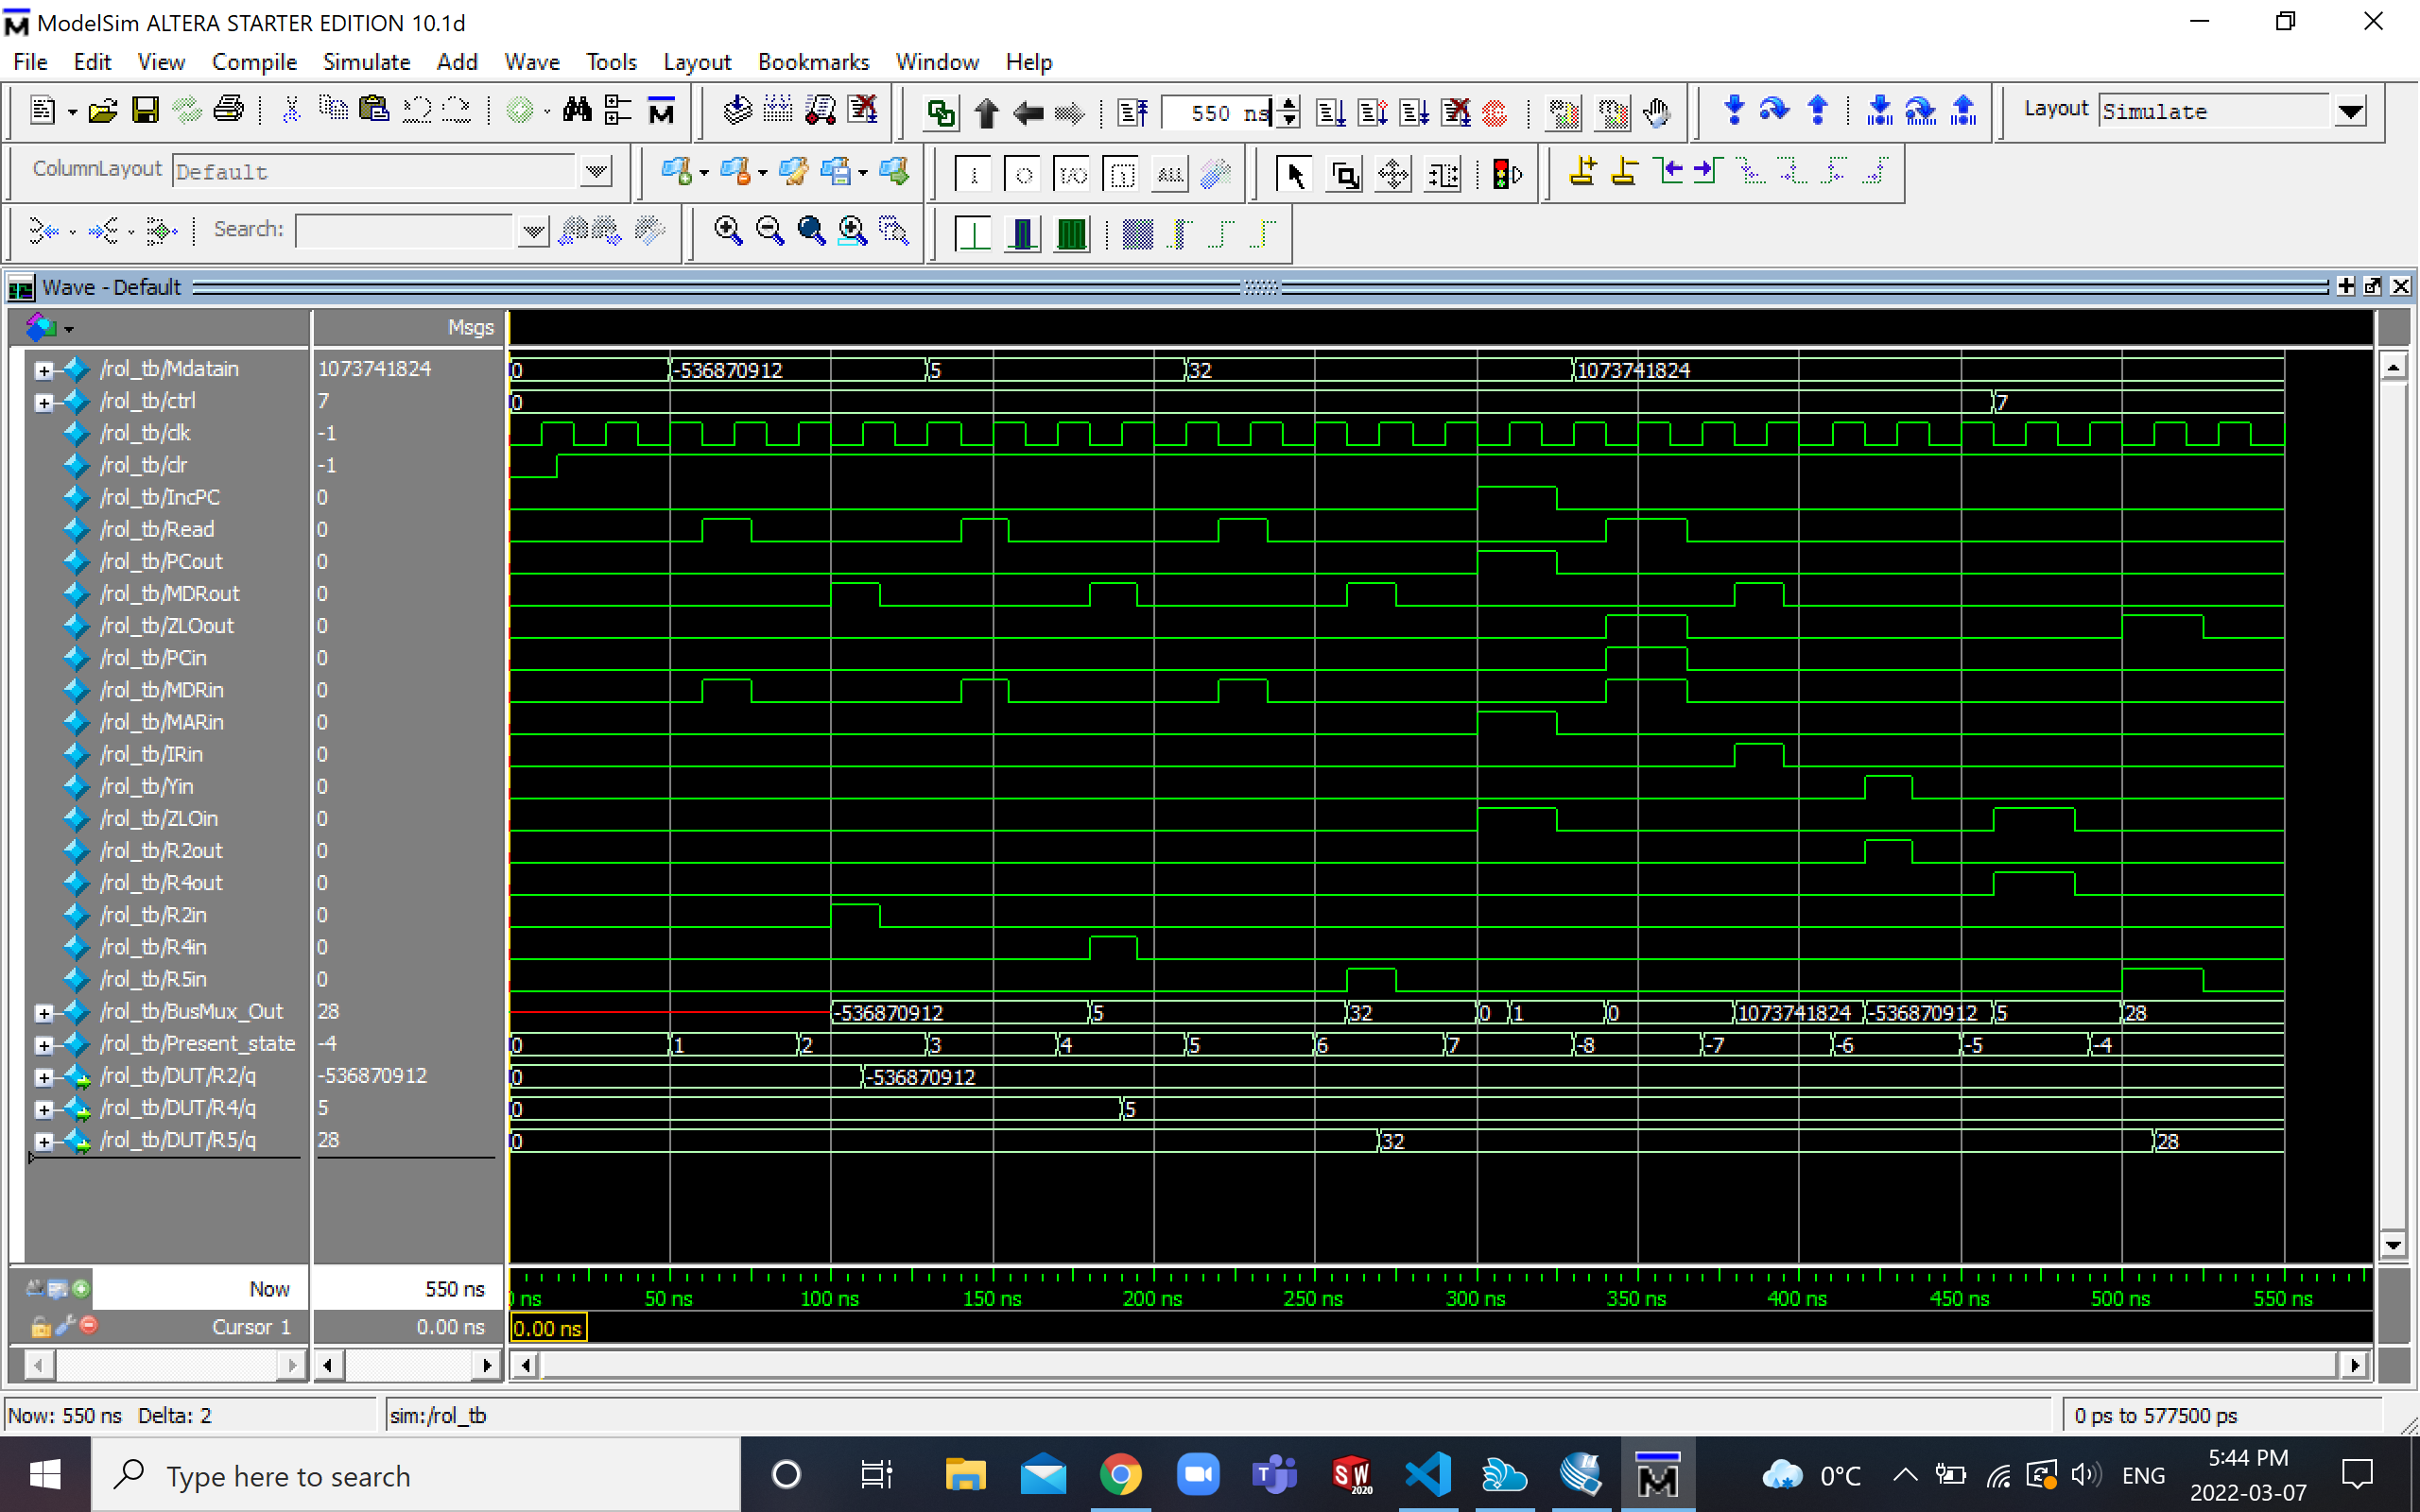 ModelSim ALTERA STARTER EDITION 10.1d
File Edit View Compile Simulate Add Wave Tools Layout Bookmarks Window Help
550 ns
Layout Simulate
ColumnLayout Default
Search:
Wave - Default
Msgs
/rol_tb/Mdatain 1073741824 0 -536870912 5 32 1073741824
/rol_tb/ctrl 7 0 7
/rol_tb/clk -1
/rol_tb/clr -1
/rol_tb/IncPC 0
/rol_tb/Read 0
/rol_tb/PCout 0
/rol_tb/MDRout 0
/rol_tb/ZLOout 0
/rol_tb/PCin 0
/rol_tb/MDRin 0
/rol_tb/MARin 0
/rol_tb/IRin 0
/rol_tb/Yin 0
/rol_tb/ZLOin 0
/rol_tb/R2out 0
/rol_tb/R4out 0
/rol_tb/R2in 0
/rol_tb/R4in 0
/rol_tb/R5in 0
/rol_tb/BusMux_Out 28 -536870912 5 32 0 1 0 1073741824 -536870912 5 28
/rol_tb/Present_state -4 0 1 2 3 4 5 6 7 -8 -7 -6 -5 -4
/rol_tb/DUT/R2/q -536870912 0 -536870912
/rol_tb/DUT/R4/q 5 0 5
/rol_tb/DUT/R5/q 28 0 32 28
Now 550 ns ns 50 ns 100 ns 150 ns 200 ns 250 ns 300 ns 350 ns 400 ns 450 ns 500 ns 550 ns
Cursor 1 0.00 ns 0.00 ns
Now: 550 ns Delta: 2 sim:/rol_tb 0 ps to 577500 ps
Type here to search
SW 2020
0°C
ENG
5:44 PM
2022-03-07